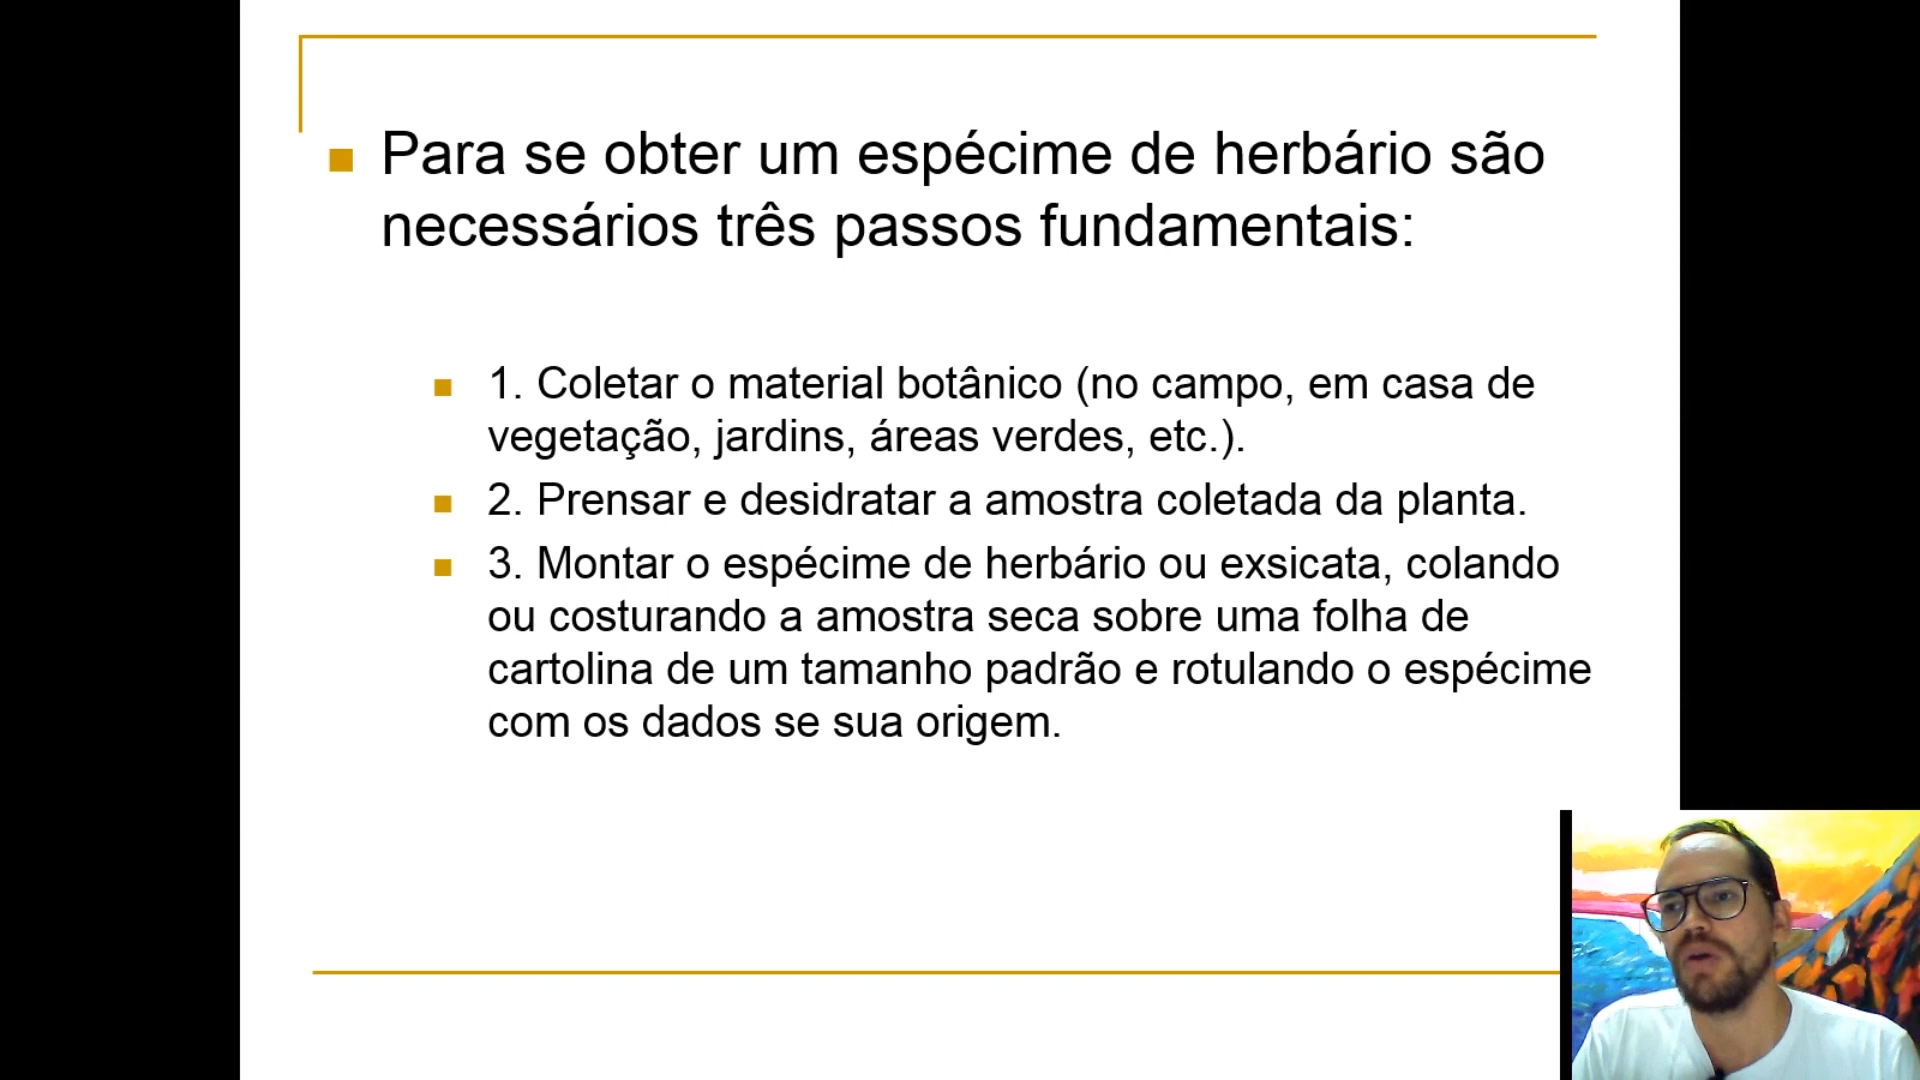 Para se obter um espécime de herbário são
necessários três passos fundamentais:
1. Coletar o material botânico (no campo, em casa de
vegetação, jardins, áreas verdes, etc.).
2. Prensar e desidratar a amostra coletada da planta.
3. Montar o espécime de herbário ou exsicata, colando
ou costurando a amostra seca sobre uma folha de
cartolina de um tamanho padrão e rotulando o espécime
com os dados se sua origem.